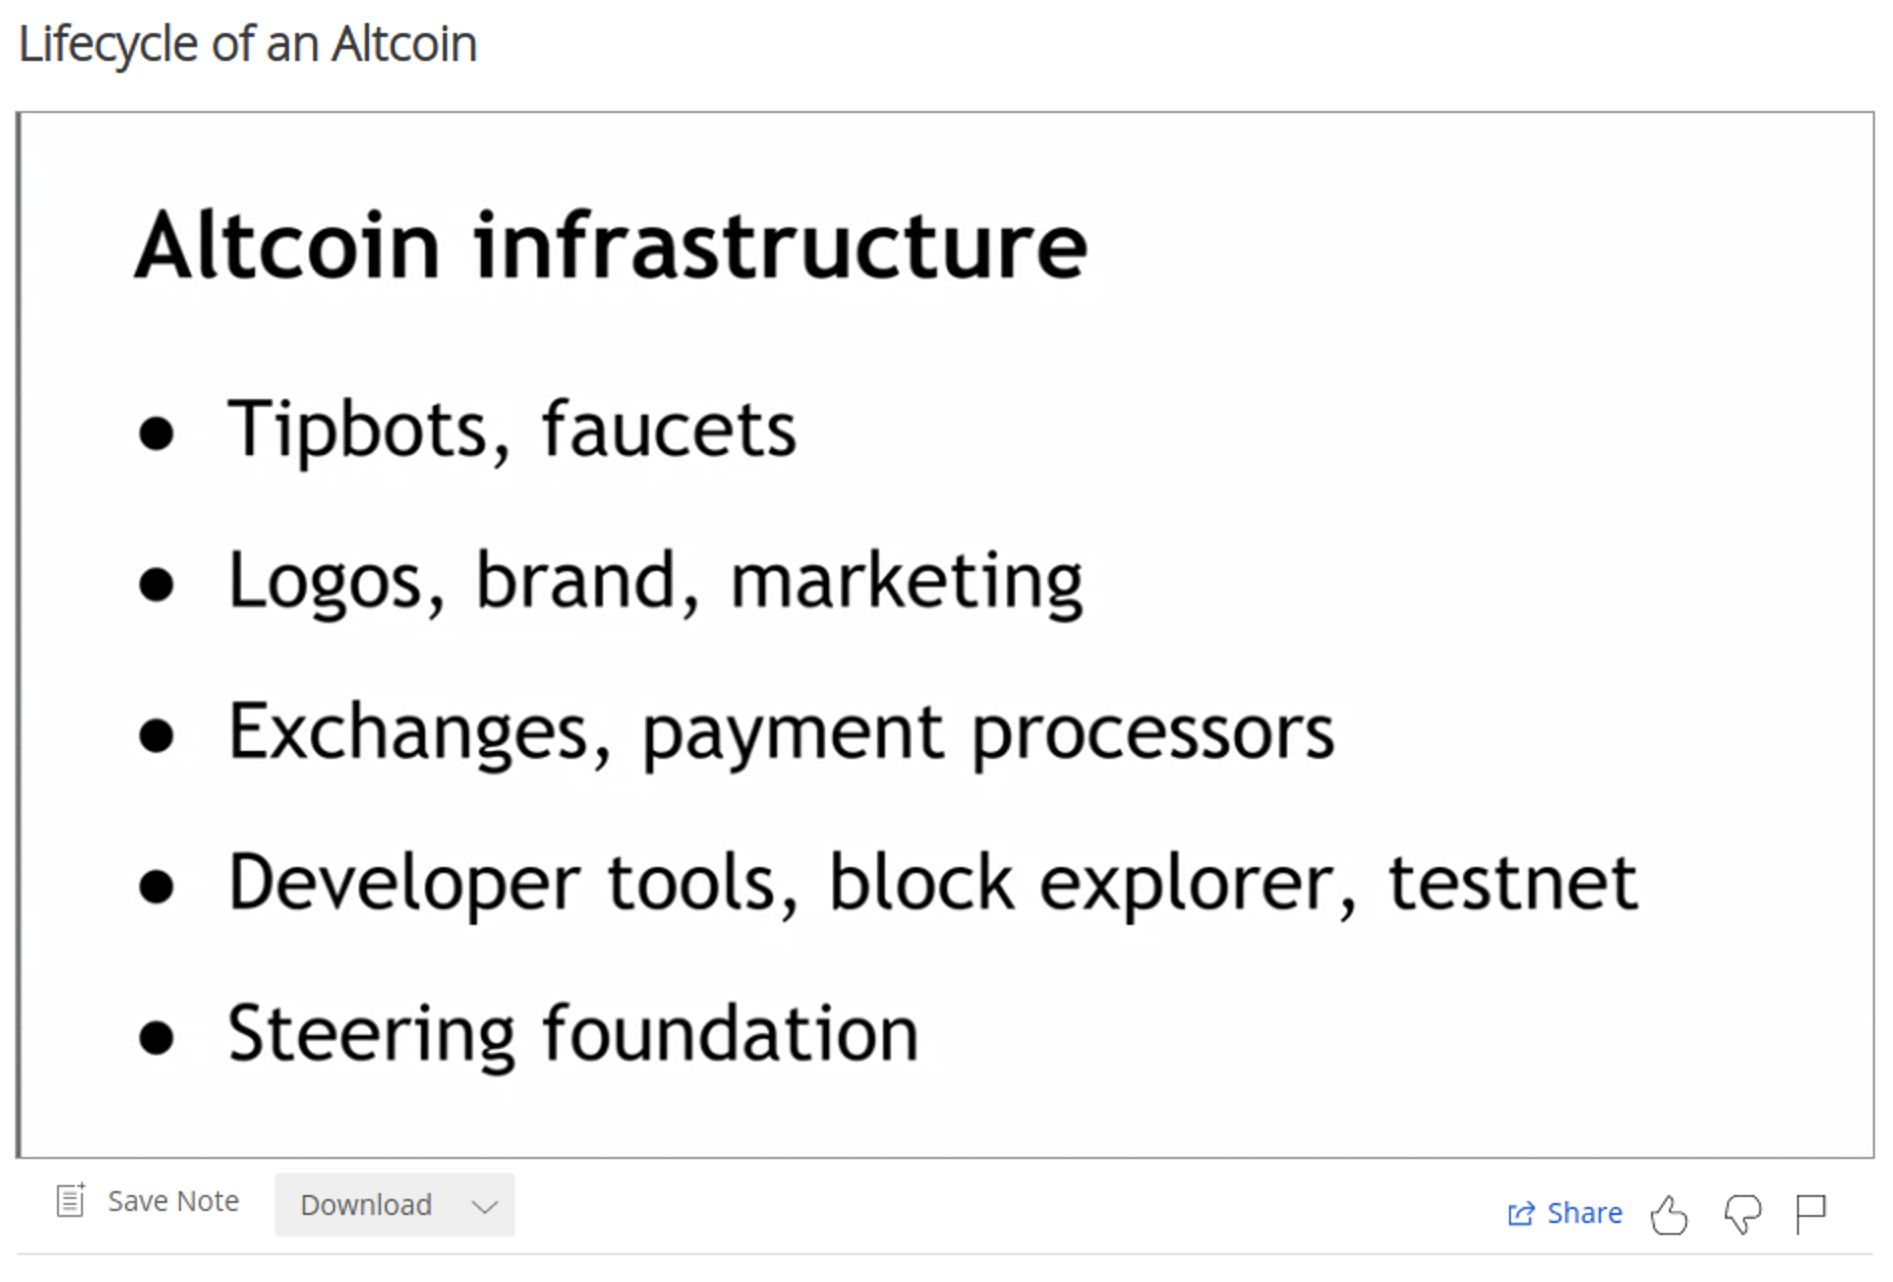 Lifecycle of an Altcoin
Altcoin infrastructure
● Tipbots, faucets
● Logos, brand, marketing
● Exchanges, payment processors
● Developer tools, block explorer, testnet
● Steering foundation
Save Note Download Share